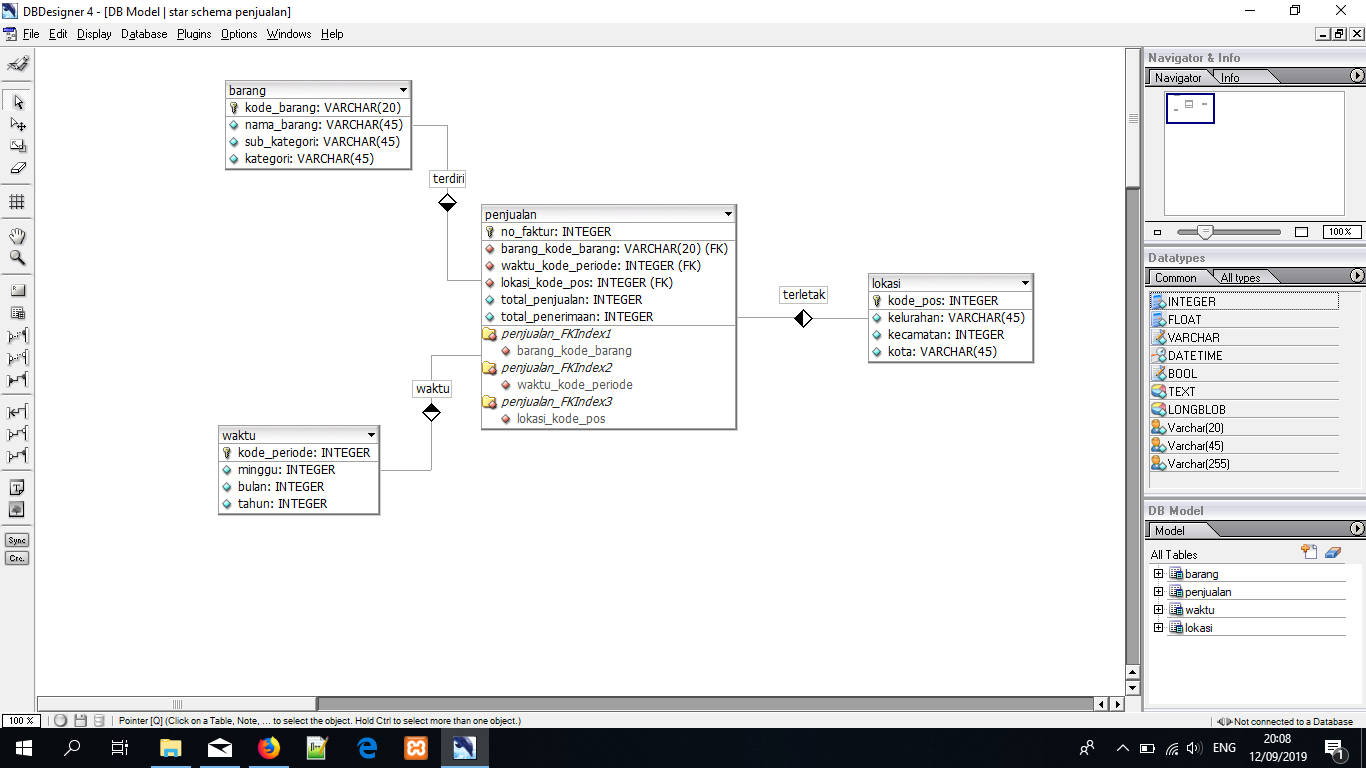 DBDesigner 4 - [DB Model | star schema penjualan]
File Edit Display Database Plugins Options Windows Help
barang
kode_barang: VARCHAR(20)
nama_barang: VARCHAR(45)
sub_kategori: VARCHAR(45)
kategori: VARCHAR(45)
terdiri
penjualan
no_faktur: INTEGER
barang_kode_barang: VARCHAR(20) (FK)
waktu_kode_periode: INTEGER (FK)
lokasi_kode_pos: INTEGER (FK)
total_penjualan: INTEGER
total_penerimaan: INTEGER
penjualan_FKIndex1
barang_kode_barang
penjualan_FKIndex2
waktu_kode_periode
penjualan_FKIndex3
lokasi_kode_pos
terletak
lokasi
kode_pos: INTEGER
kelurahan: VARCHAR(45)
kecamatan: INTEGER
kota: VARCHAR(45)
waktu
waktu
kode_periode: INTEGER
minggu: INTEGER
bulan: INTEGER
tahun: INTEGER
Sync
Cre.
Navigator & Info
Navigator Info
100%
Datatypes
Common All types
INTEGER
FLOAT
VARCHAR
DATETIME
BOOL
TEXT
LONGBLOB
Varchar(20)
Varchar(45)
Varchar(255)
DB Model
Model
All Tables
barang
penjualan
waktu
lokasi
100 % Pointer [Q] (Click on a Table, Note, ... to select the object. Hold Ctrl to select more than one object.) Not connected to a Database
ENG
20:08
12/09/2019
1